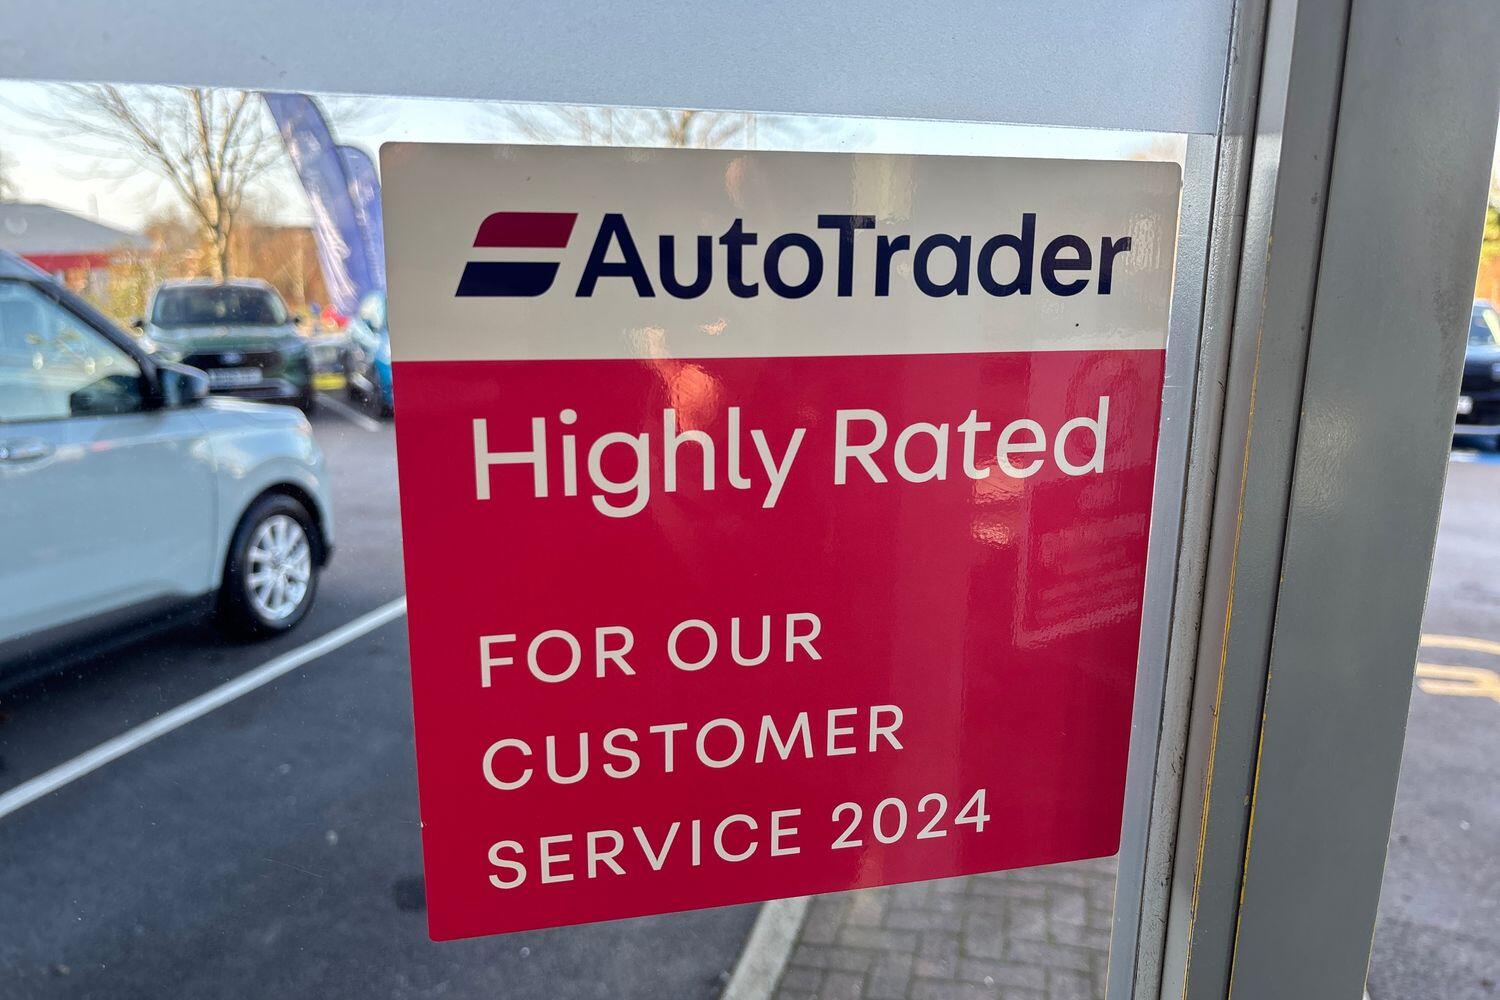 AutoTrader
Highly Rated
FOR OUR
CUSTOMER
SERVICE 2024